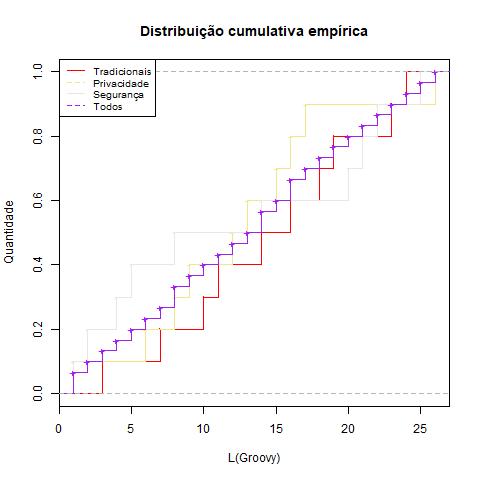 Distribuição cumulativa empírica
Tradicionais
Privacidade
Segurança
Todos
Quantidade
1.0
0.8
0.6
0.4
0.2
0.0
0 5 10 15 20 25
L(Groovy)